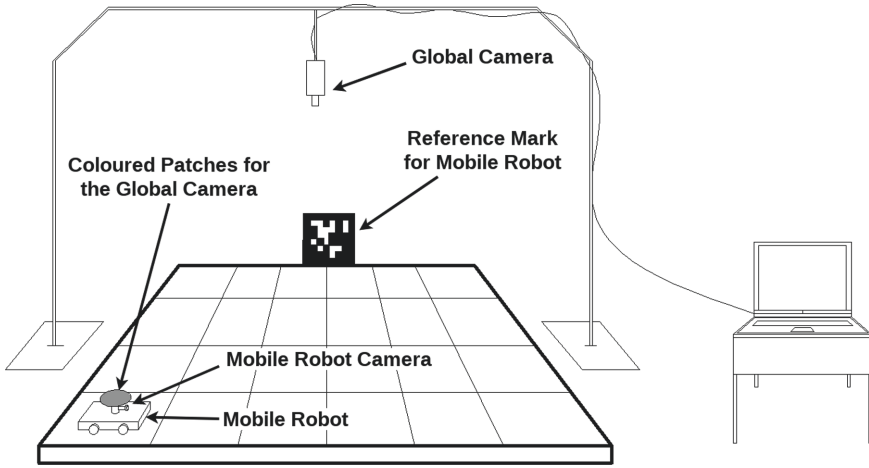 Global Camera
Reference Mark
for Mobile Robot
Coloured Patches for
the Global Camera
Mobile Robot Camera
Mobile Robot